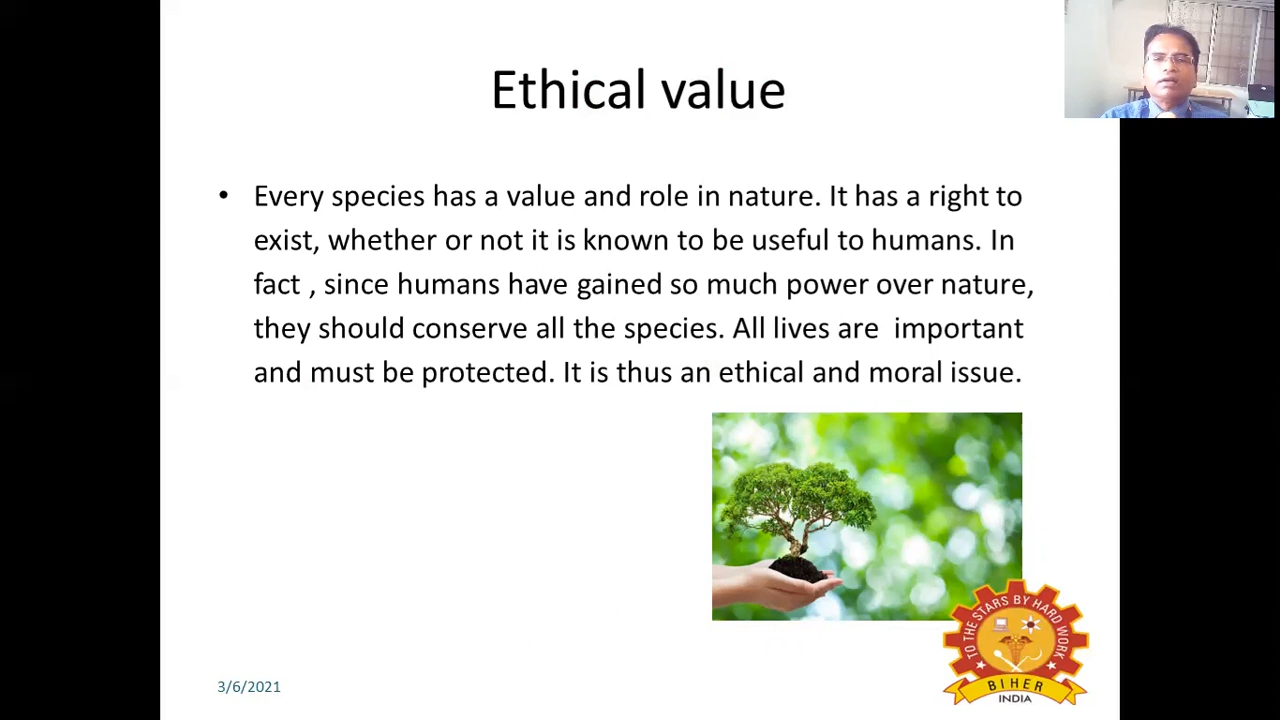 Ethical value
• Every species has a value and role in nature. It has a right to
exist, whether or not it is known to be useful to humans. In
fact , since humans have gained so much power over nature,
they should conserve all the species. All lives are  important
and must be protected. It is thus an ethical and moral issue.
TO THE STARS BY HARD WORK
BIHER
INDIA
3/6/2021